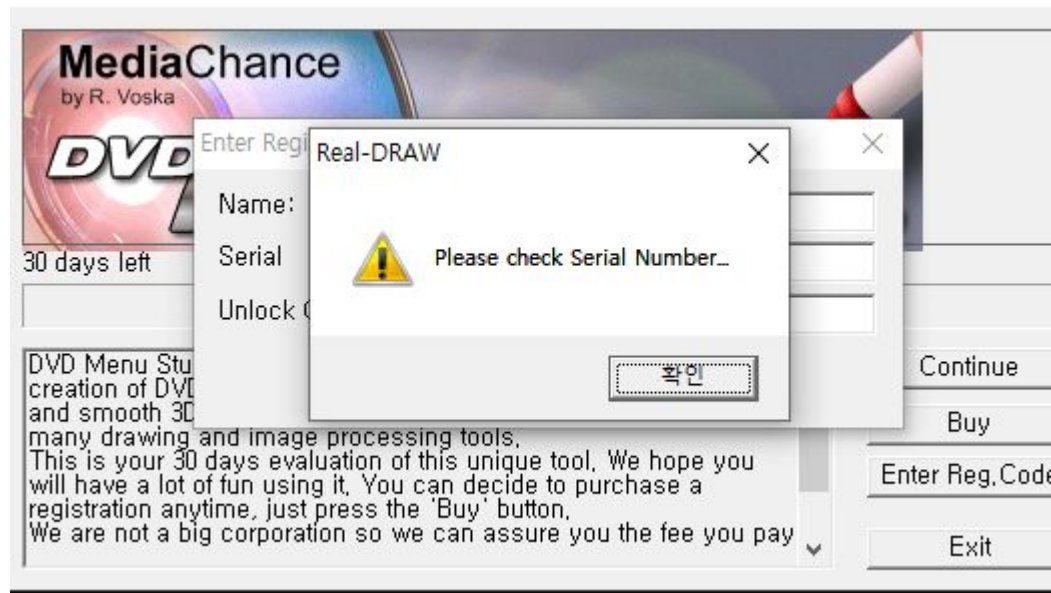 MediaChance
by R. Voska
DVD
Enter Regi
Real-DRAW
Name:
Serial
Unlock
Please check Serial Number...
확인
30 days left
DVD Menu Stu
creation of DVD
and smooth 3D
many drawing and image processing tools,
This is your 30 days evaluation of this unique tool, We hope you
will have a lot of fun using it, You can decide to purchase a
registration anytime, just press the 'Buy' button,
We are not a big corporation so we can assure you the fee you pay
Continue
Buy
Enter Reg,Code
Exit